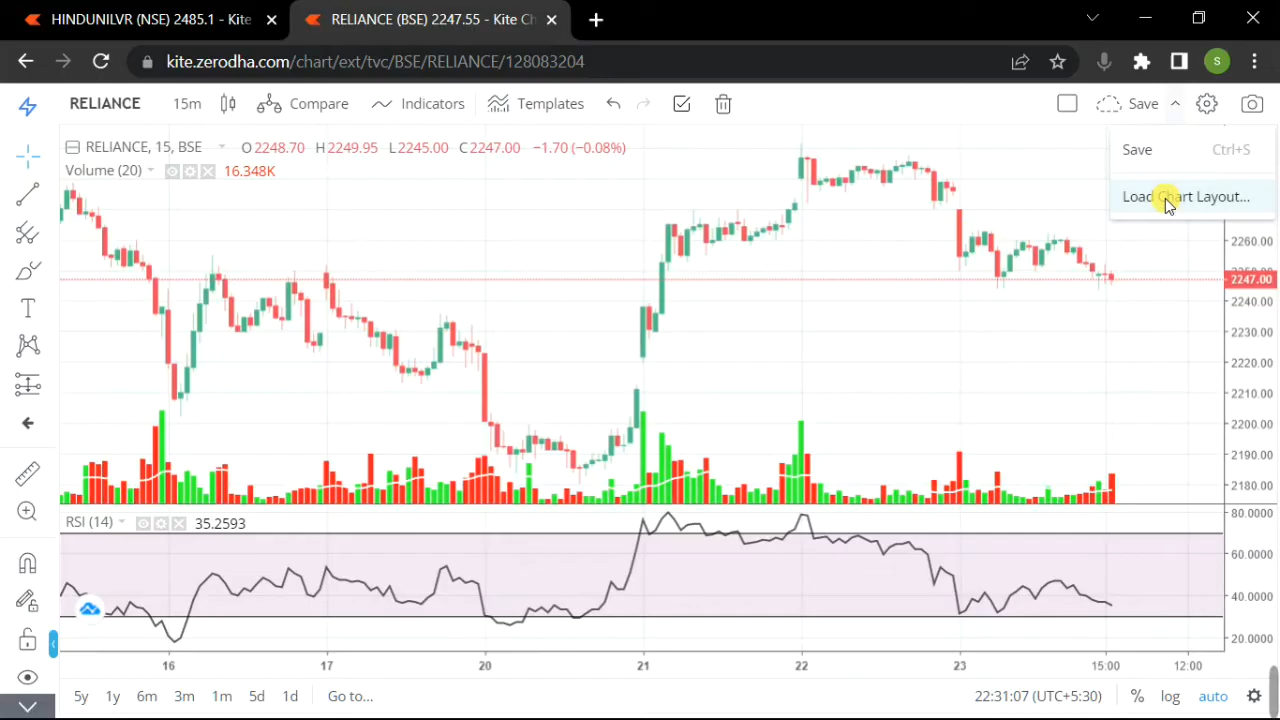 HINDUNILVR (NSE) 2485.1 - Kite
RELIANCE (BSE) 2247.55 - Kite Ch
kite.zerodha.com/chart/ext/tvc/BSE/RELIANCE/128083204
S
RELIANCE 15m Compare Indicators Templates Save
RELIANCE, 15, BSE O 2248.70 H 2249.95 L 2245.00 C 2247.00 −1.70 (−0.08%)
Save Ctrl+S
Volume (20) 16.348K
Load Chart Layout...
2260.00
2247.00
2240.00
2230.00
2220.00
2210.00
2200.00
2190.00
2180.00
RSI (14) 35.2593
80.0000
60.0000
40.0000
20.0000
16 17 20 21 22 23 15:00 12:00
5y 1y 6m 3m 1m 5d 1d Go to... 22:31:07 (UTC+5:30) % log auto